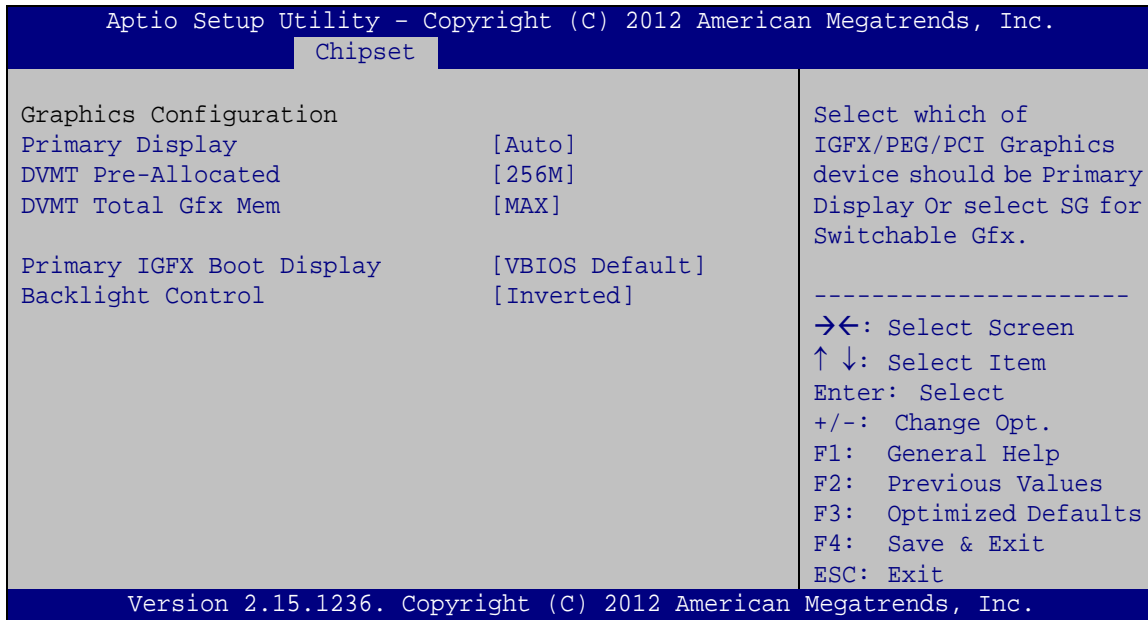 Aptio Setup Utility – Copyright (C) 2012 American Megatrends, Inc.
Chipset
Graphics Configuration
Primary Display [Auto]
DVMT Pre-Allocated [256M]
DVMT Total Gfx Mem [MAX]
Primary IGFX Boot Display [VBIOS Default]
Backlight Control [Inverted]
Select which of
IGFX/PEG/PCI Graphics
device should be Primary
Display Or select SG for
Switchable Gfx.
----------------------
→←: Select Screen
↑ ↓: Select Item
Enter: Select
+/-: Change Opt.
F1: General Help
F2: Previous Values
F3: Optimized Defaults
F4: Save & Exit
ESC: Exit
Version 2.15.1236. Copyright (C) 2012 American Megatrends, Inc.